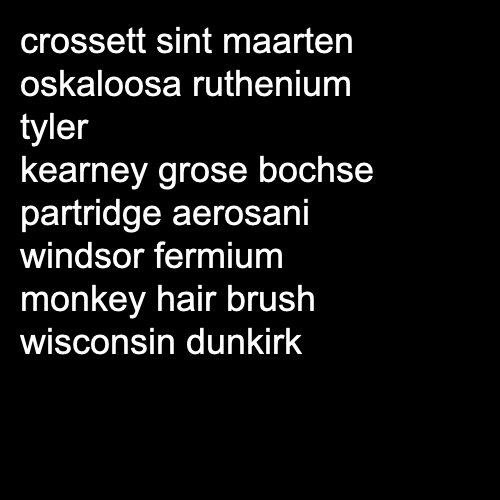 crossett sint maarten
oskaloosa ruthenium
tyler
kearney grose bochse
partridge aerosani
windsor fermium
monkey hair brush
wisconsin dunkirk